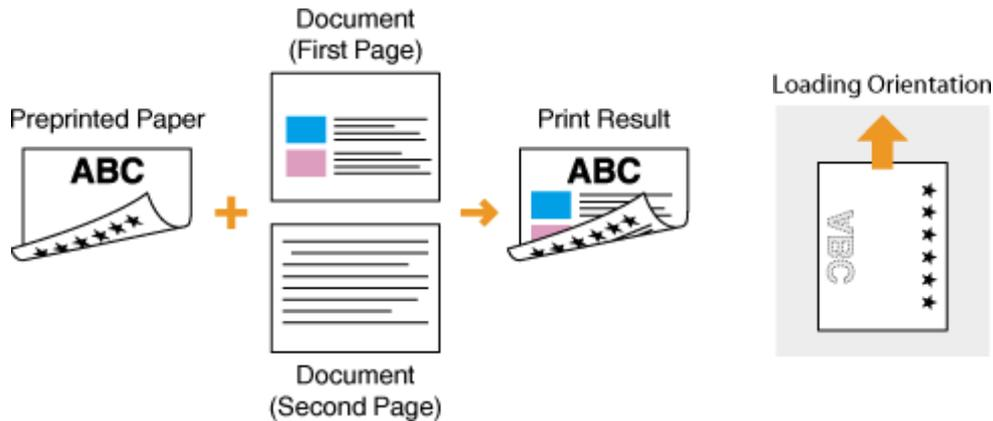 Document
(First Page)
Preprinted Paper
ABC
Print Result
ABC
Document
(Second Page)
Loading Orientation
ABC